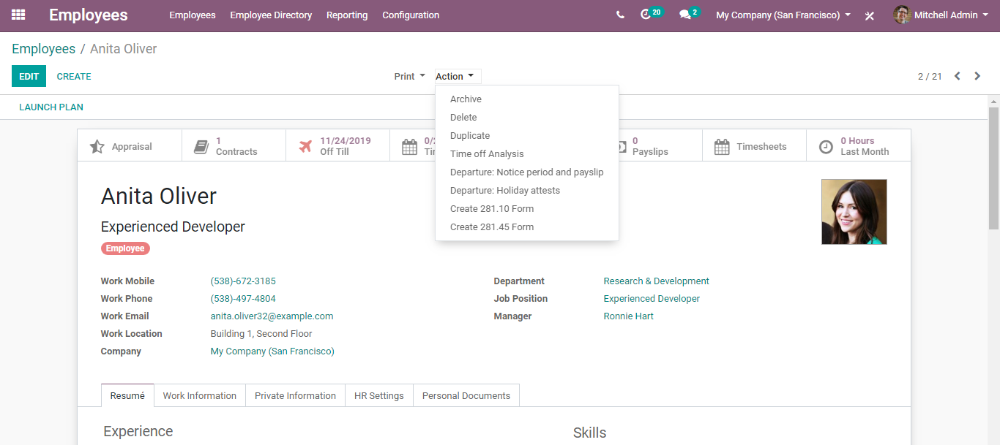 Employees Employees Employee Directory Reporting Configuration 20 2 My Company (San Francisco) Mitchell Admin
Employees / Anita Oliver
EDIT CREATE Print Action 2 / 21
Archive
Delete
Duplicate
Time off Analysis
Departure: Notice period and payslip
Departure: Holiday attests
Create 281.10 Form
Create 281.45 Form
LAUNCH PLAN
Appraisal
1
Contracts
11/24/2019
Off Till
0
Payslips
Timesheets
0 Hours
Last Month
Anita Oliver
Experienced Developer
Employee
Work Mobile (538)-672-3185
Work Phone (538)-497-4804
Work Email anita.oliver32@example.com
Work Location Building 1, Second Floor
Company My Company (San Francisco)
Department Research & Development
Job Position Experienced Developer
Manager Ronnie Hart
Resumé Work Information Private Information HR Settings Personal Documents
Experience Skills